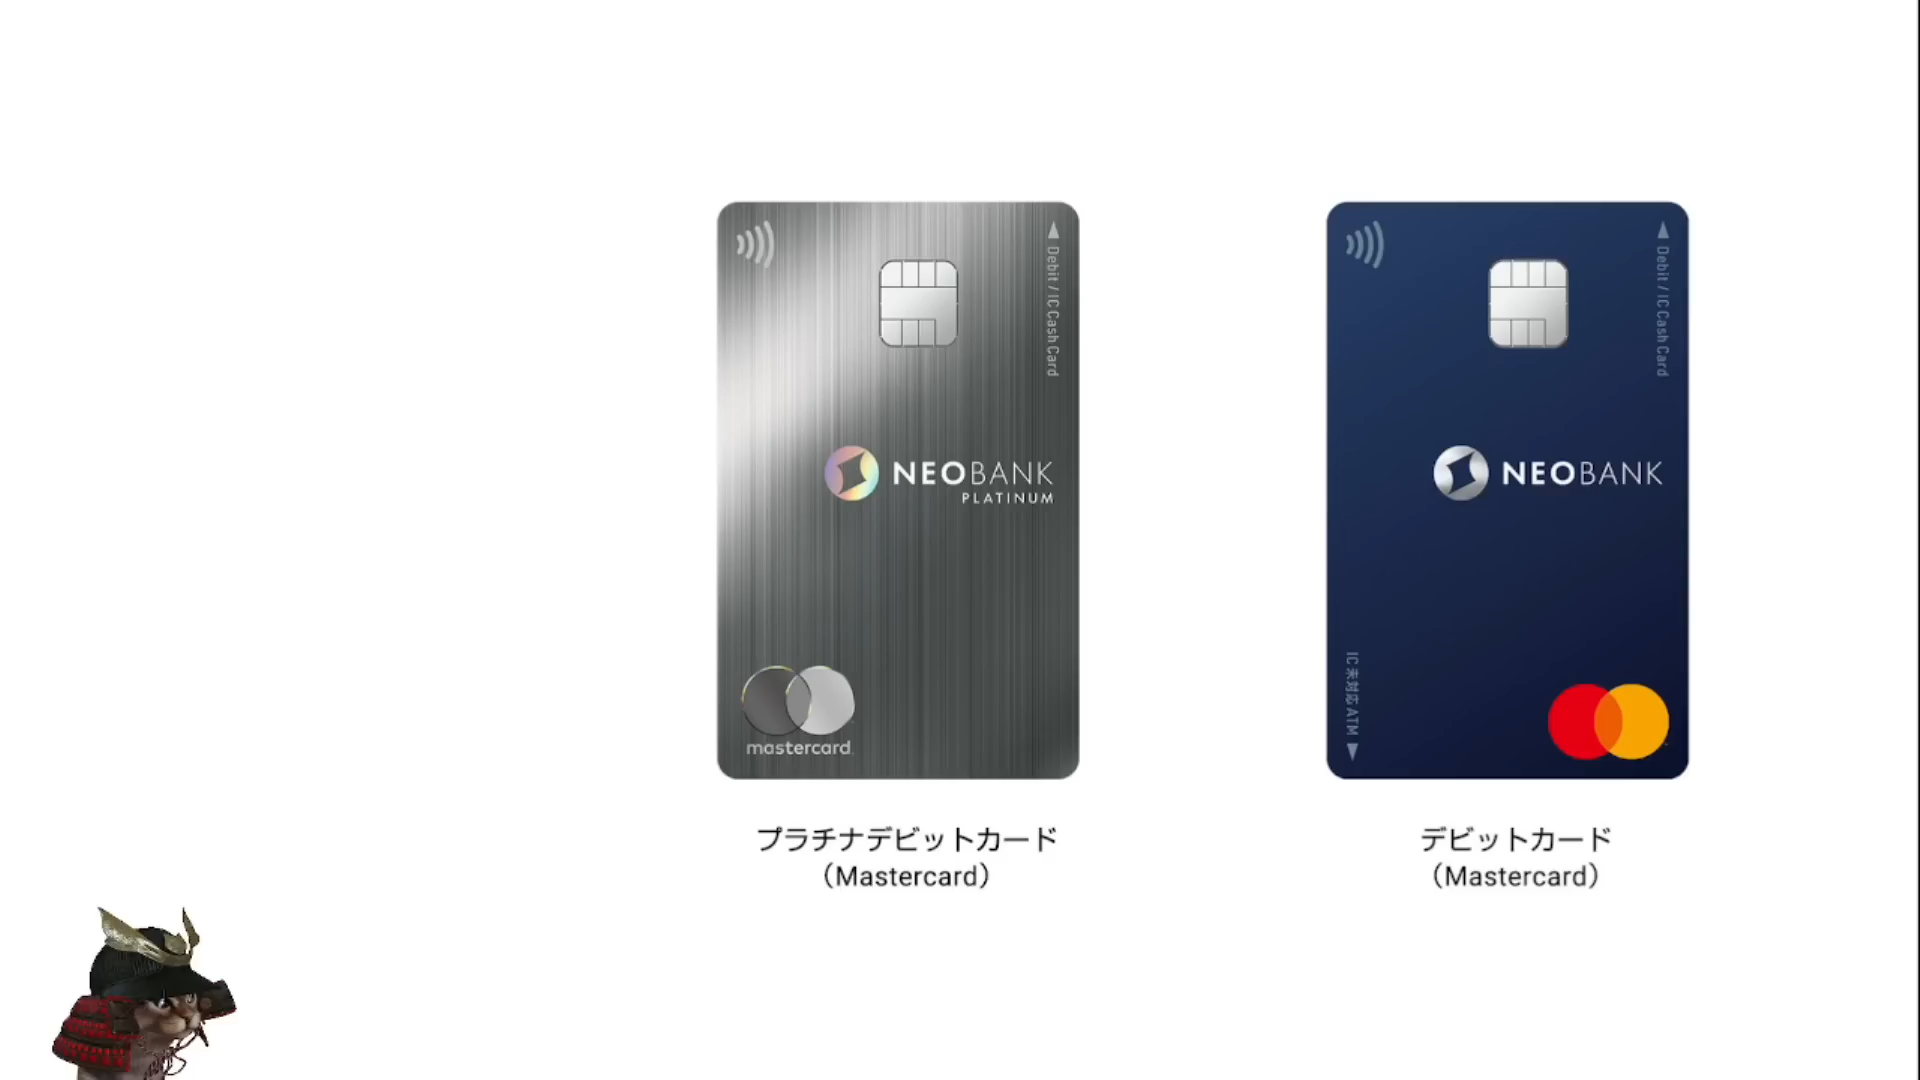 Debit / IC Cash Card
NEOBANK
PLATINUM
mastercard
プラチナデビットカード
（Mastercard）
Debit / IC Cash Card
NEOBANK
IC未対応ATM
デビットカード
（Mastercard）